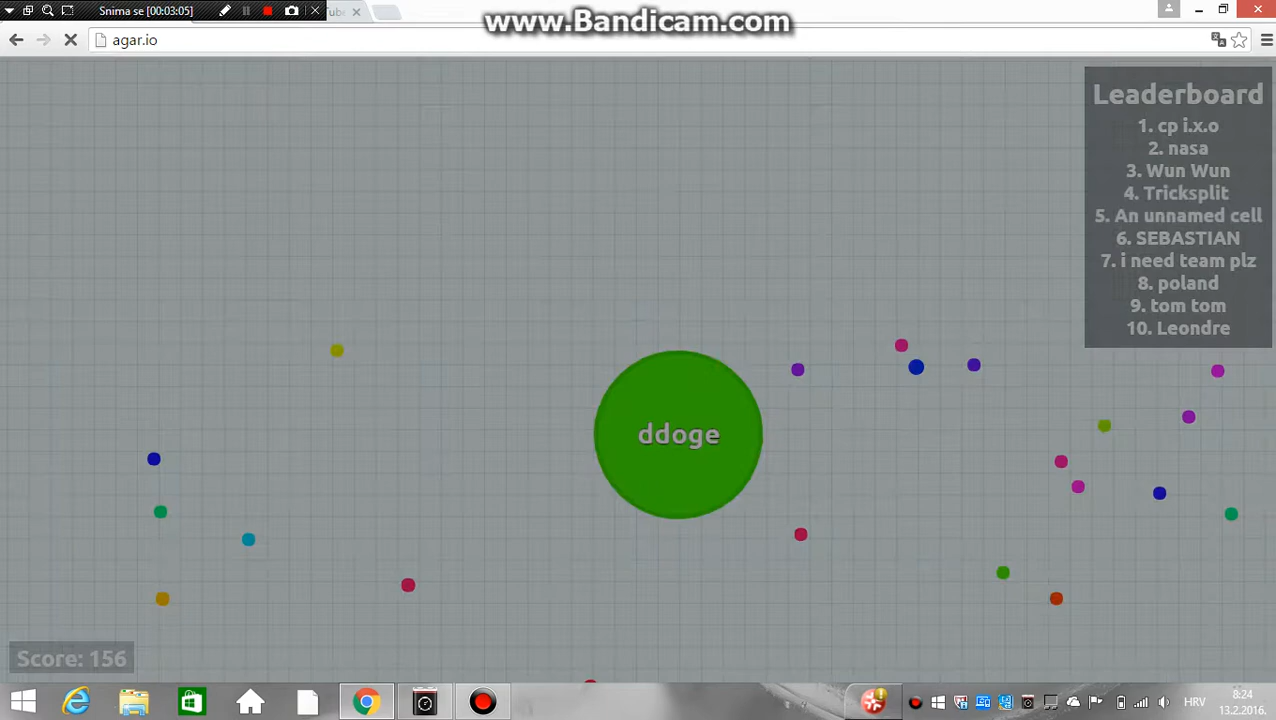 Snima se [00:03:05]
ube
www.Bandicam.com
agar.io
Leaderboard
1. cp i.x.o
2. nasa
3. Wun Wun
4. Tricksplit
5. An unnamed cell
6. SEBASTIAN
7. i need team plz
8. poland
9. tom tom
10. Leondre
ddoge
Score: 156
HRV
8:24
13.2.2016.